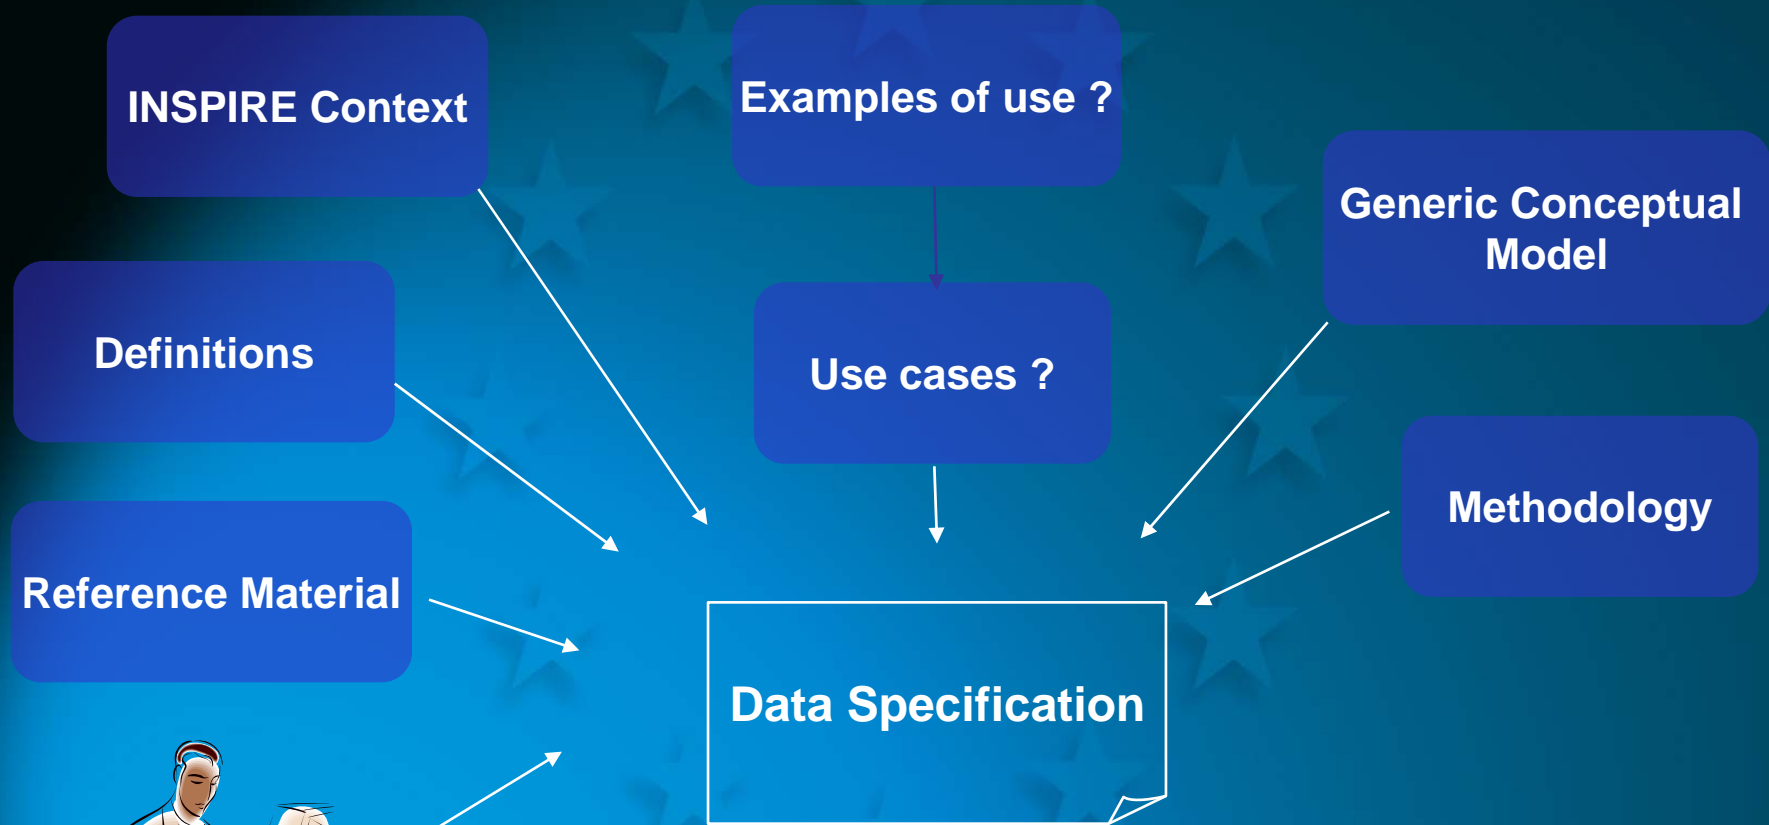 INSPIRE Context
Examples of use ?
Generic Conceptual
Model
Definitions
Use cases ?
Methodology
Reference Material
Data Specification